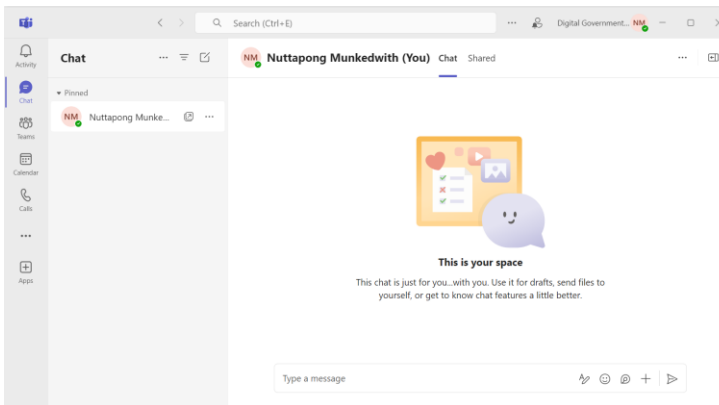 Search (Ctrl+E)
Digital Government...
NM
Activity
Chat
Teams
Calendar
Calls
Apps
Chat
Pinned
NM
Nuttapong Munke...
NM
Nuttapong Munkedwith (You)
Chat
Shared
This is your space
This chat is just for you...with you. Use it for drafts, send files to
yourself, or get to know chat features a little better.
Type a message